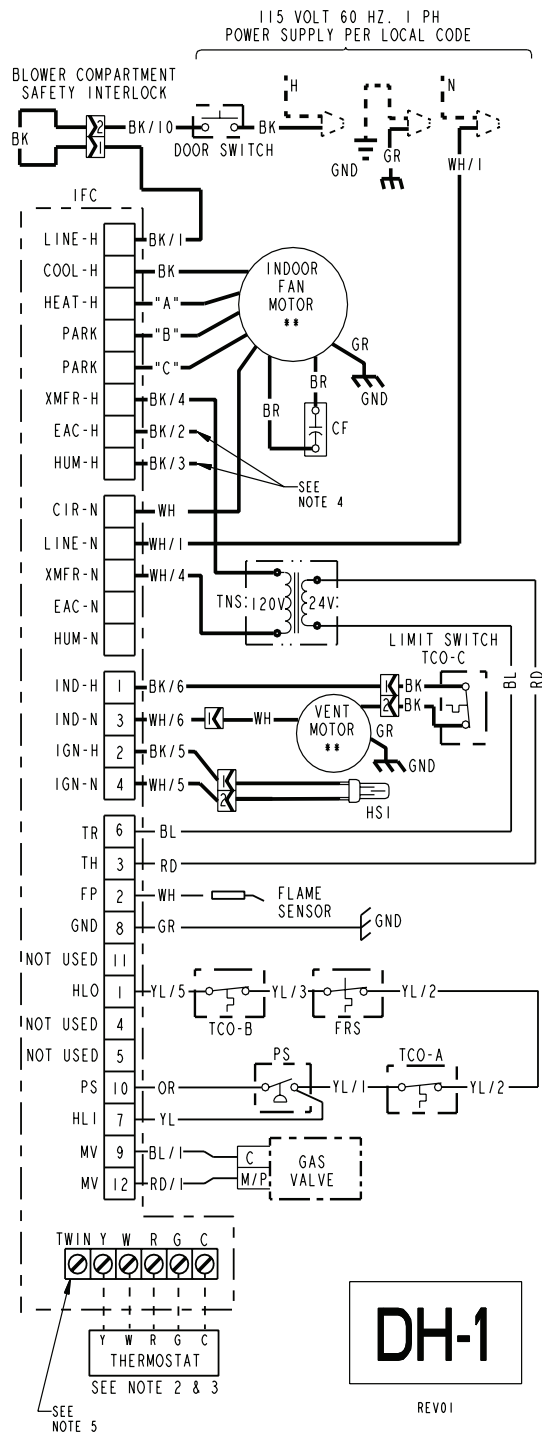 115 VOLT 60 HZ. 1 PH
POWER SUPPLY PER LOCAL CODE
BLOWER COMPARTMENT
SAFETY INTERLOCK
H
N
BK
2
BK/10
BK
1
DOOR SWITCH
GND
GR
WH/1
IFC
LINE-H
BK/1
COOL-H
BK
INDOOR
FAN
MOTOR
**
HEAT-H
"A"
PARK
"B"
PARK
"C"
GR
GND
XMFR-H
BK/4
BR
BR
CF
EAC-H
BK/2
HUM-H
BK/3
SEE
NOTE 4
CIR-N
WH
LINE-N
WH/1
XMFR-N
WH/4
TNS
120V
24V
EAC-N
HUM-N
LIMIT SWITCH
TCO-C
BL
RD
IND-H
1
BK/6
1
BK
2
BK
IND-N
3
WH/6
1
WH
VENT
MOTOR
**
GR
GND
IGN-H
2
BK/5
1
IGN-N
4
WH/5
2
HSI
TR
6
BL
TH
3
RD
FP
2
WH
FLAME
SENSOR
GND
8
GR
GND
NOT USED
11
HLO
1
YL/5
YL/3
YL/2
TCO-B
FRS
NOT USED
4
NOT USED
5
PS
TCO-A
PS
10
OR
YL/1
YL/2
HLI
7
YL
MV
9
BL/1
C
GAS
VALVE
MV
12
RD/1
M/P
TWIN Y W R G C
Y W R G C
THERMOSTAT
SEE NOTE 2 & 3
SEE
NOTE 5
DH-1
REV01